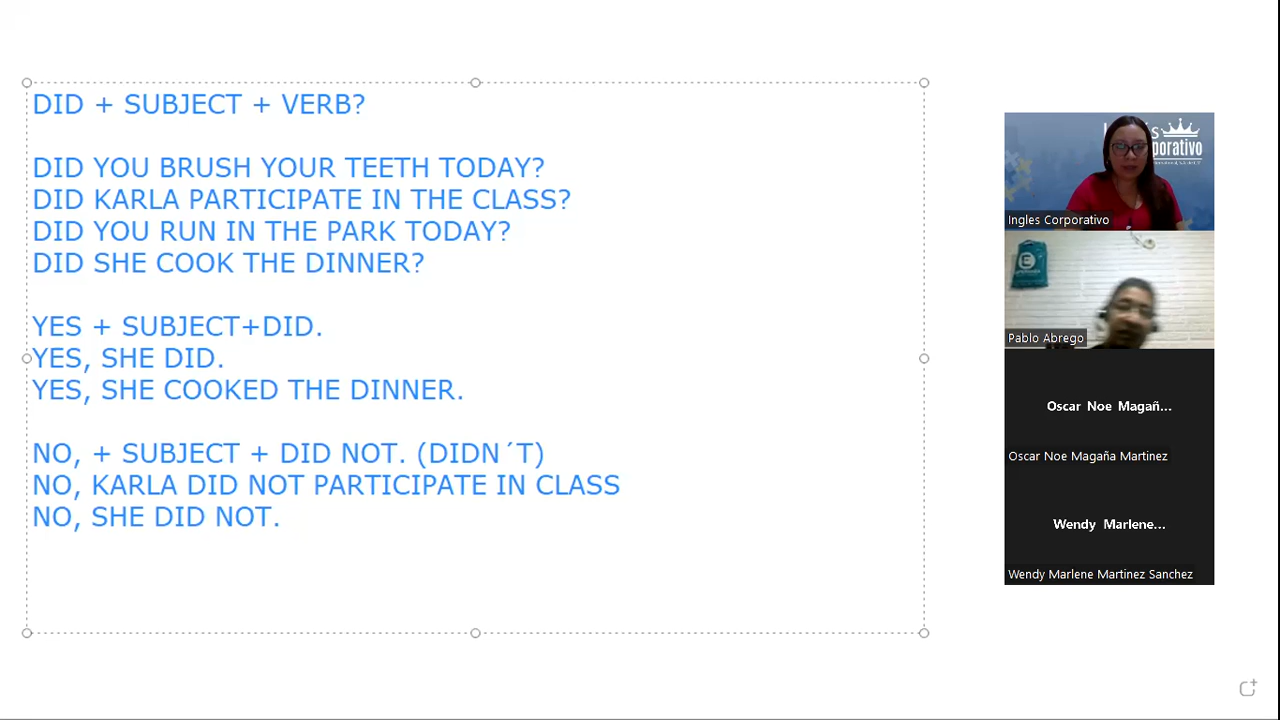 DID + SUBJECT + VERB?
DID YOU BRUSH YOUR TEETH TODAY?
DID KARLA PARTICIPATE IN THE CLASS?
DID YOU RUN IN THE PARK TODAY?
DID SHE COOK THE DINNER?
YES + SUBJECT+DID.
YES, SHE DID.
YES, SHE COOKED THE DINNER.
NO, + SUBJECT + DID NOT. (DIDN´T)
NO, KARLA DID NOT PARTICIPATE IN CLASS
NO, SHE DID NOT.
Ingles Corporativo
Pablo Abrego
Oscar Noe Magañ...
Oscar Noe Magaña Martinez
Wendy Marlene...
Wendy Marlene Martinez Sanchez